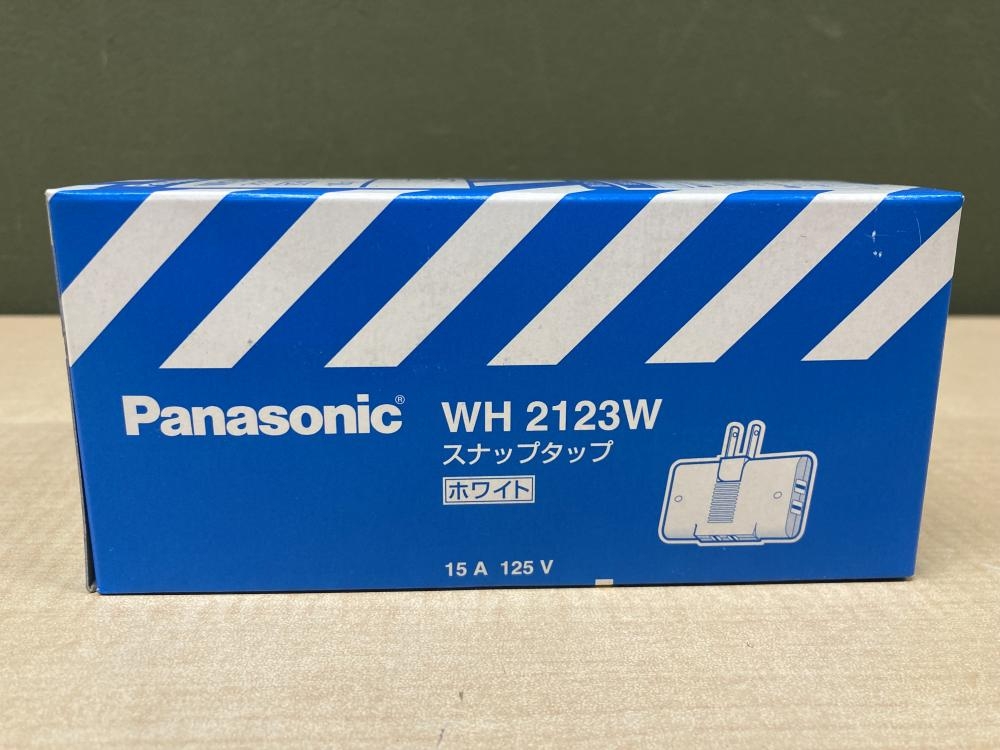 Panasonic®
WH 2123W
スナップタップ
ホワイト
15 A 125 V